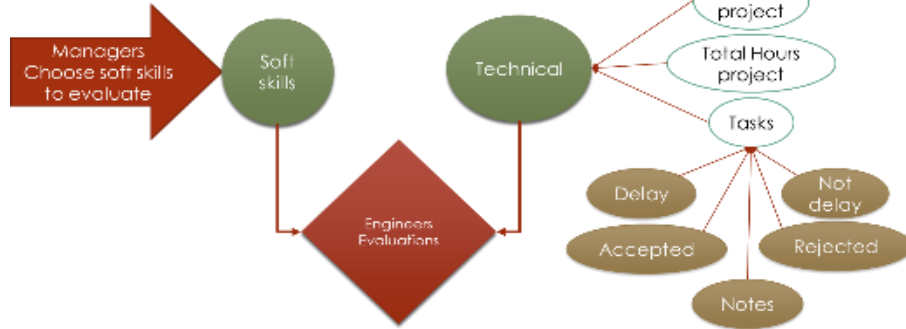 project
Managers
Choose soft skills
to evaluate
Soft
skills
Technical
Total Hours
project
Tasks
Delay
Not
delay
Engineers
Evaluations
Accepted
Rejected
Notes